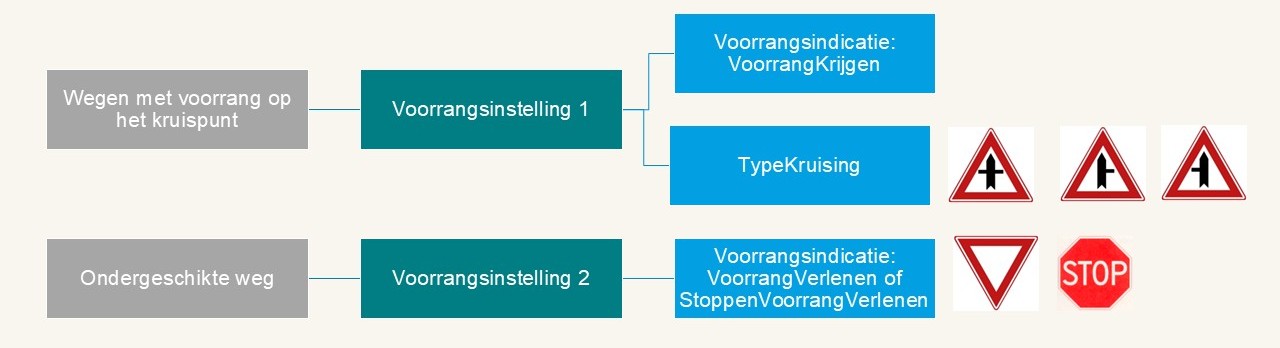 Wegen met voorrang op
het kruispunt
Voorrangsinstelling 1
Voorrangsindicatie:
VoorrangKrijgen
TypeKruising
Ondergeschikte weg
Voorrangsinstelling 2
Voorrangsindicatie:
VoorrangVerlenen of
StoppenVoorrangVerlenen
STOP